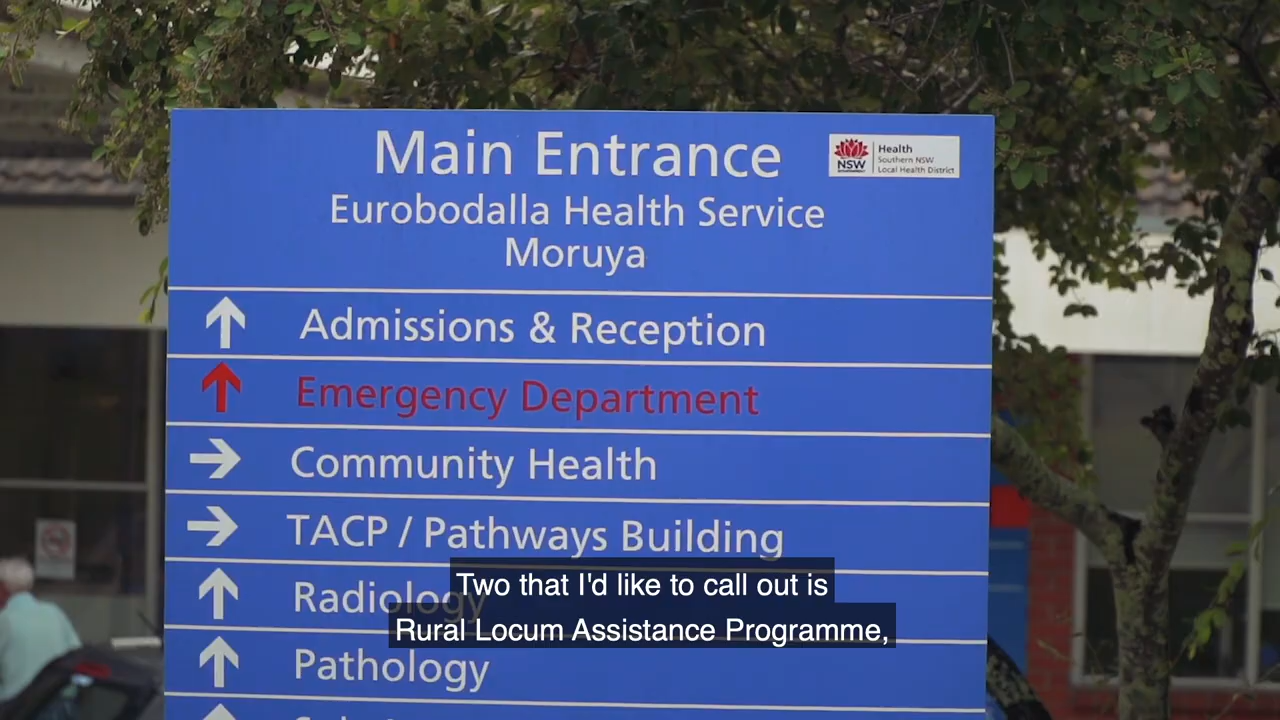 Main Entrance
NSW
Health
Southern NSW
Local Health District
Eurobodalla Health Service
Moruya
Admissions & Reception
Emergency Department
Community Health
TACP / Pathways Building
Radiology
Pathology
Two that I'd like to call out is
Rural Locum Assistance Programme,